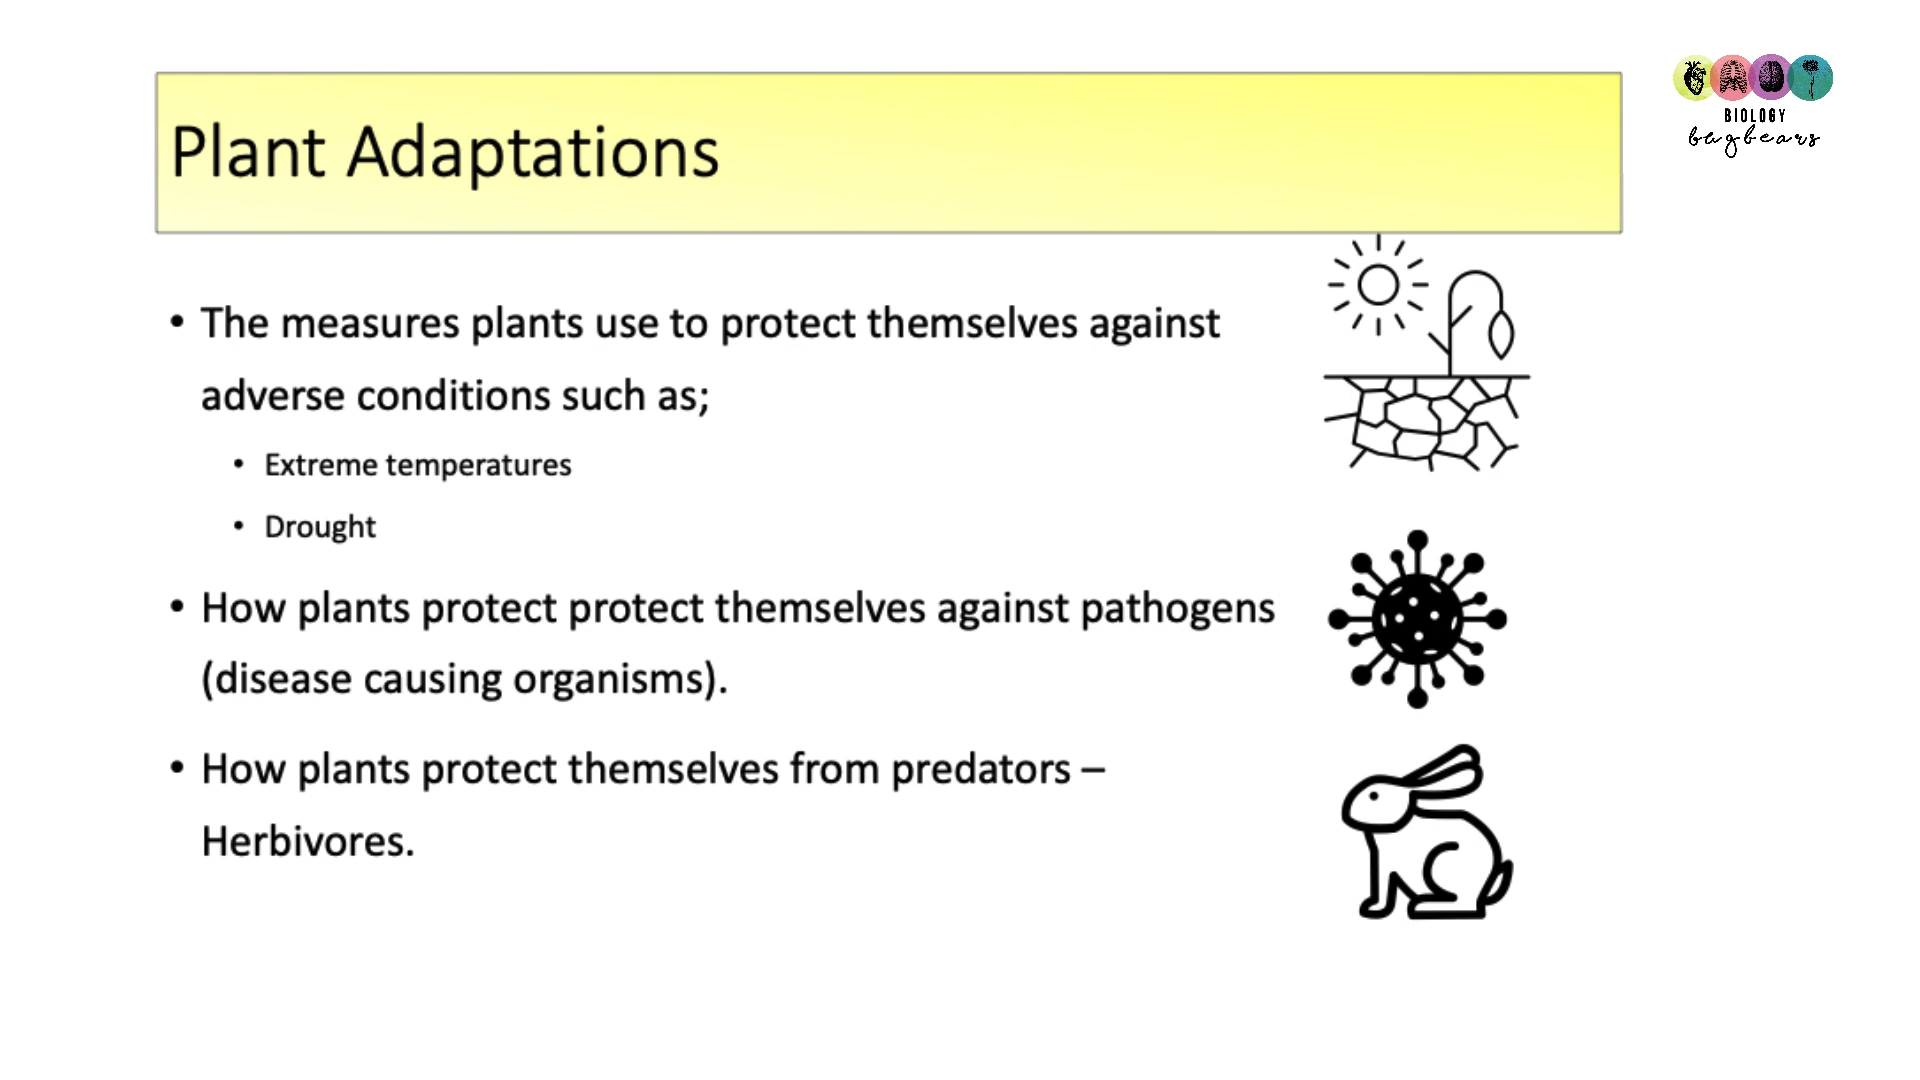 Plant Adaptations
BIOLOGY
bugbears
• The measures plants use to protect themselves against
adverse conditions such as;
• Extreme temperatures
• Drought
• How plants protect protect themselves against pathogens
(disease causing organisms).
• How plants protect themselves from predators –
Herbivores.